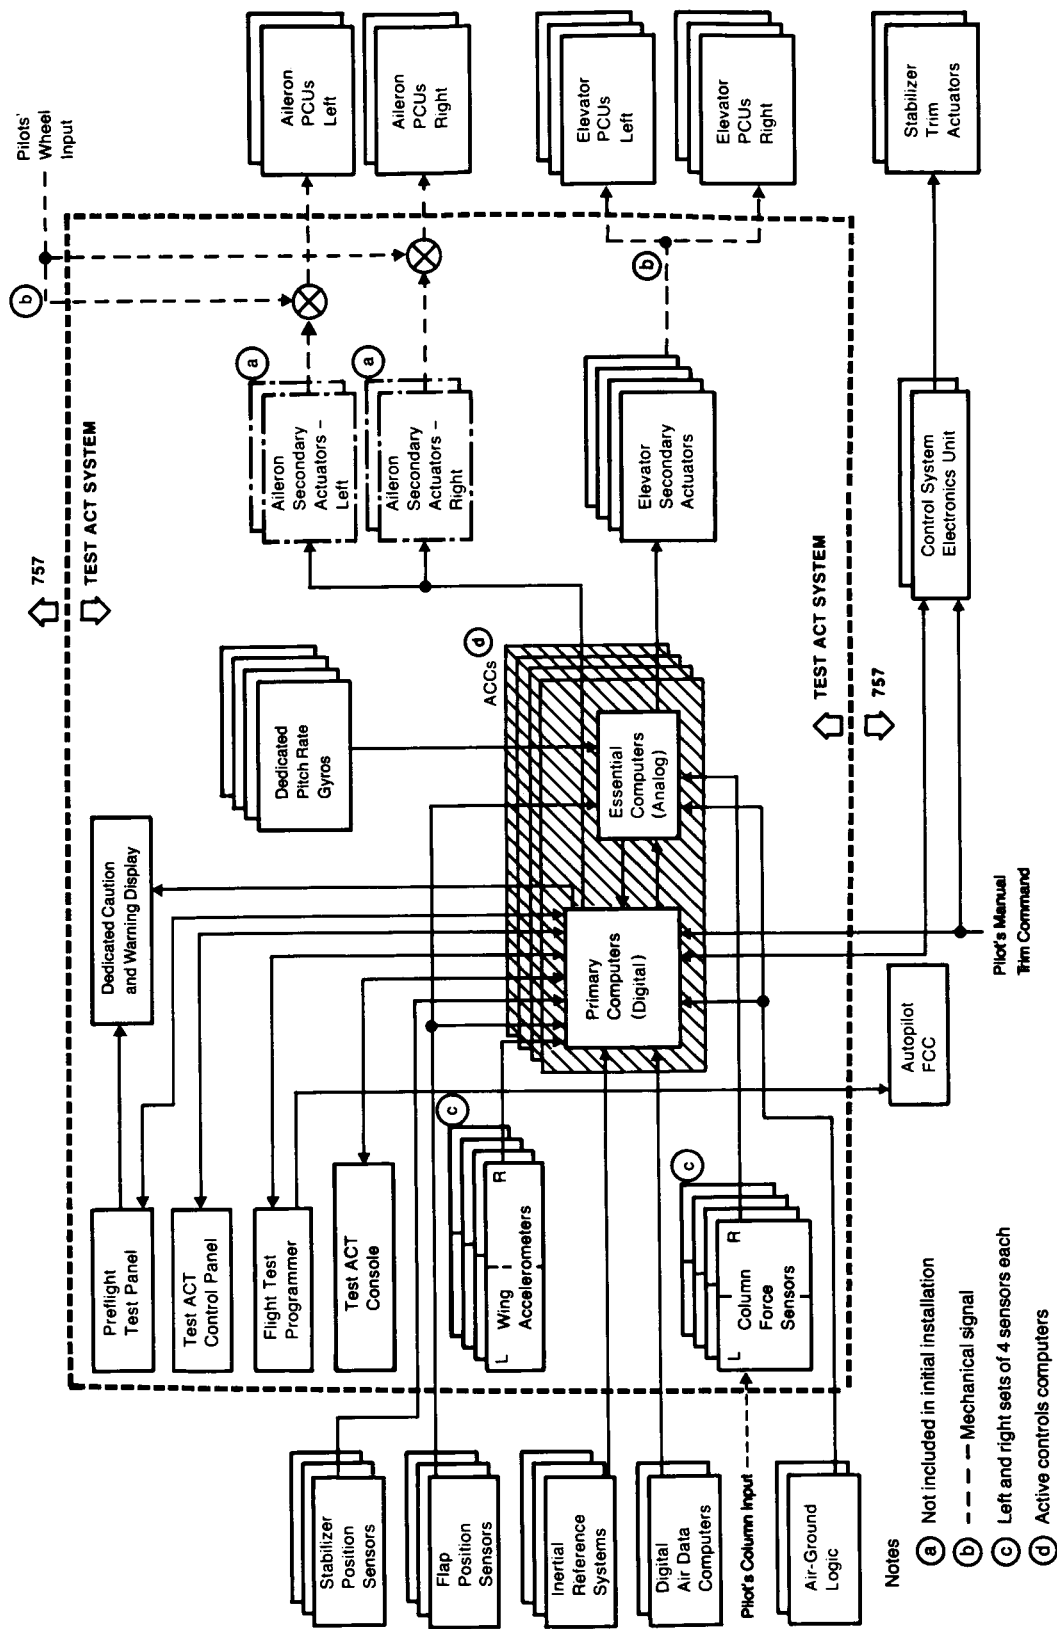 Pilots'
Wheel
Input
b
757
TEST ACT SYSTEM
Preflight
Test Panel
Dedicated Caution
and Warning Display
Test ACT
Control Panel
Flight Test
Programmer
Test ACT
Console
Dedicated
Pitch Rate
Gyros
a
Aileron
Secondary
Actuators –
Left
a
Aileron
Secondary
Actuators –
Right
Aileron
PCUs
Left
Aileron
PCUs
Right
Stabilizer
Position
Sensors
Flap
Position
Sensors
Inertial
Reference
Systems
Digital
Air Data
Computers
Pilot's Column Input
Air-Ground
Logic
c
L
R
Wing
Accelerometers
c
L
R
Column
Force
Sensors
ACCs
d
Primary
Computers
(Digital)
Essential
Computers
(Analog)
Elevator
Secondary
Actuators
b
Elevator
PCUs
Left
Elevator
PCUs
Right
TEST ACT SYSTEM
757
Autopilot
FCC
Pilot's Manual
Trim Command
Control System
Electronics Unit
Stabilizer
Trim
Actuators
Notes
a Not included in initial installation
b – – – Mechanical signal
c Left and right sets of 4 sensors each
d Active controls computers